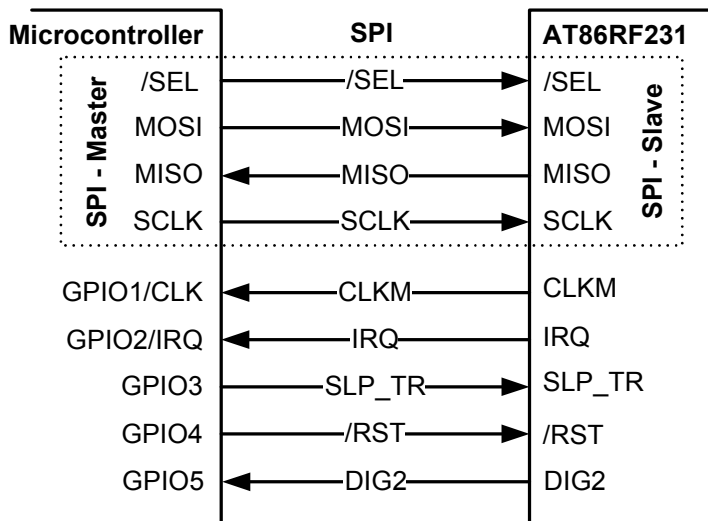 Microcontroller SPI AT86RF231
SPI - Master
SPI - Slave
/SEL /SEL /SEL
MOSI MOSI MOSI
MISO MISO MISO
SCLK SCLK SCLK
GPIO1/CLK CLKM CLKM
GPIO2/IRQ IRQ IRQ
GPIO3 SLP_TR SLP_TR
GPIO4 /RST /RST
GPIO5 DIG2 DIG2